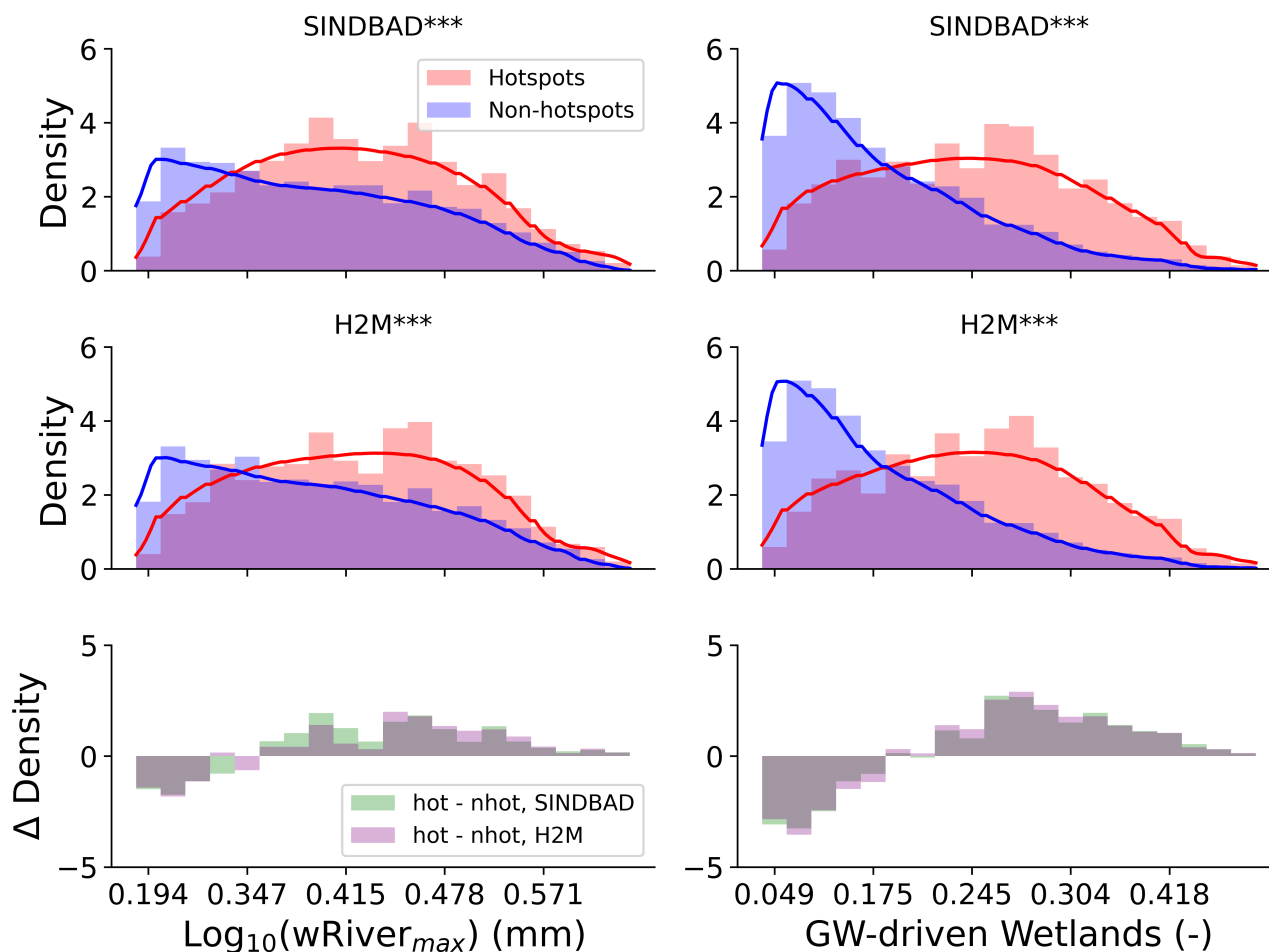 SINDBAD***
SINDBAD***
6
4
2
0
Density
Hotspots
Non-hotspots
6
4
2
0
H2M***
H2M***
6
4
2
0
Density
6
4
2
0
5
0
−5
Δ Density
hot - nhot, SINDBAD
hot - nhot, H2M
5
0
−5
0.194 0.347 0.415 0.478 0.571
0.049 0.175 0.245 0.304 0.418
Log₁₀(wRiverₘₐₓ) (mm)
GW-driven Wetlands (-)